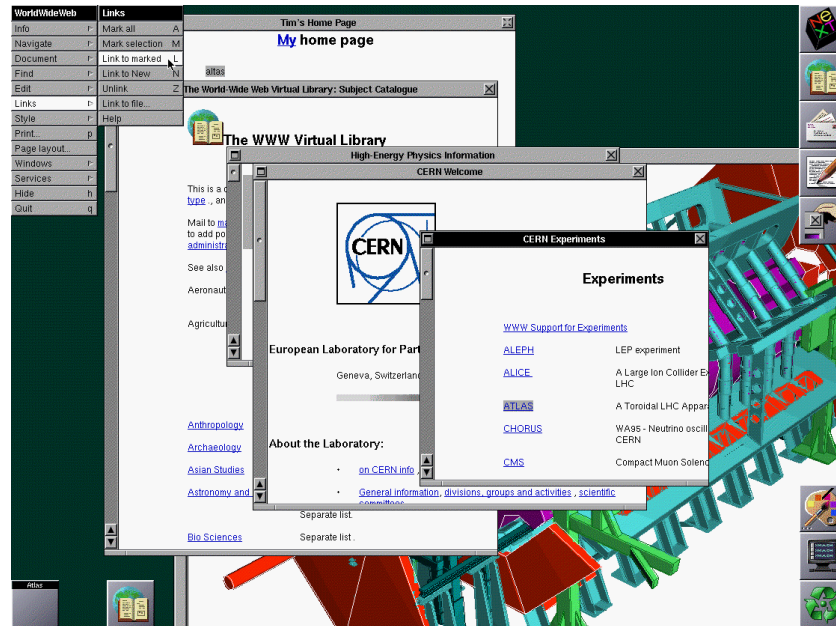 WorldWideWeb
Info
Navigate
Document
Find
Edit
Links
Style
Print... p
Page layout...
Windows
Services
Hide h
Quit q
Links
Mark all A
Mark selection M
Link to marked L
Link to New N
Unlink Z
Link to file...
Help
Tim's Home Page
My home page
atlas
The World-Wide Web Virtual Library: Subject Catalogue
The WWW Virtual Library
This is a
type ., an
Mail to
to add po
See also
Aeronaut
Agricultu
Anthropology
Archaeology
Asian Studies
Astronomy and
Separate list.
Bio Sciences Separate list .
High-Energy Physics Information
CERN Welcome
CERN
European Laboratory for Part
Geneva, Switzerland
About the Laboratory:
• on CERN info ,
• General information, divisions, groups and activities , scientific
committees
CERN Experiments
Experiments
WWW Support for Experiments
ALEPH LEP experiment
ALICE A Large Ion Collider Ex
LHC
ATLAS A Toroidal LHC Appara
CHORUS WA95 - Neutrino oscill
CERN
CMS Compact Muon Soleno
Atlas